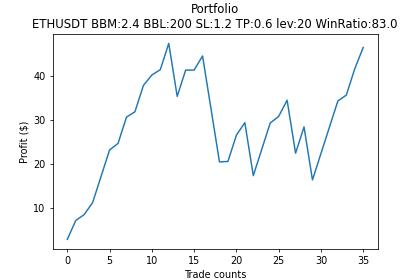 Portfolio
ETHUSDT BBM:2.4 BBL:200 SL:1.2 TP:0.6 lev:20 WinRatio:83.0
40
30
20
10
Profit ($)
0 5 10 15 20 25 30 35
Trade counts